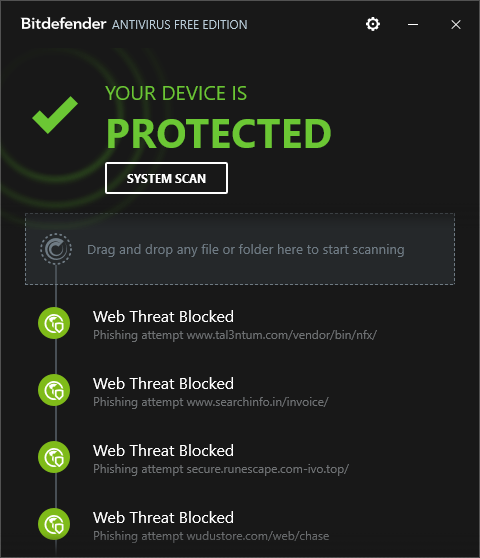 Bitdefender ANTIVIRUS FREE EDITION
YOUR DEVICE IS
PROTECTED
SYSTEM SCAN
Drag and drop any file or folder here to start scanning
Web Threat Blocked
Phishing attempt www.tal3ntum.com/vendor/bin/nfx/
Web Threat Blocked
Phishing attempt www.searchinfo.in/invoice/
Web Threat Blocked
Phishing attempt secure.runescape.com-ivo.top/
Web Threat Blocked
Phishing attempt wudustore.com/web/chase